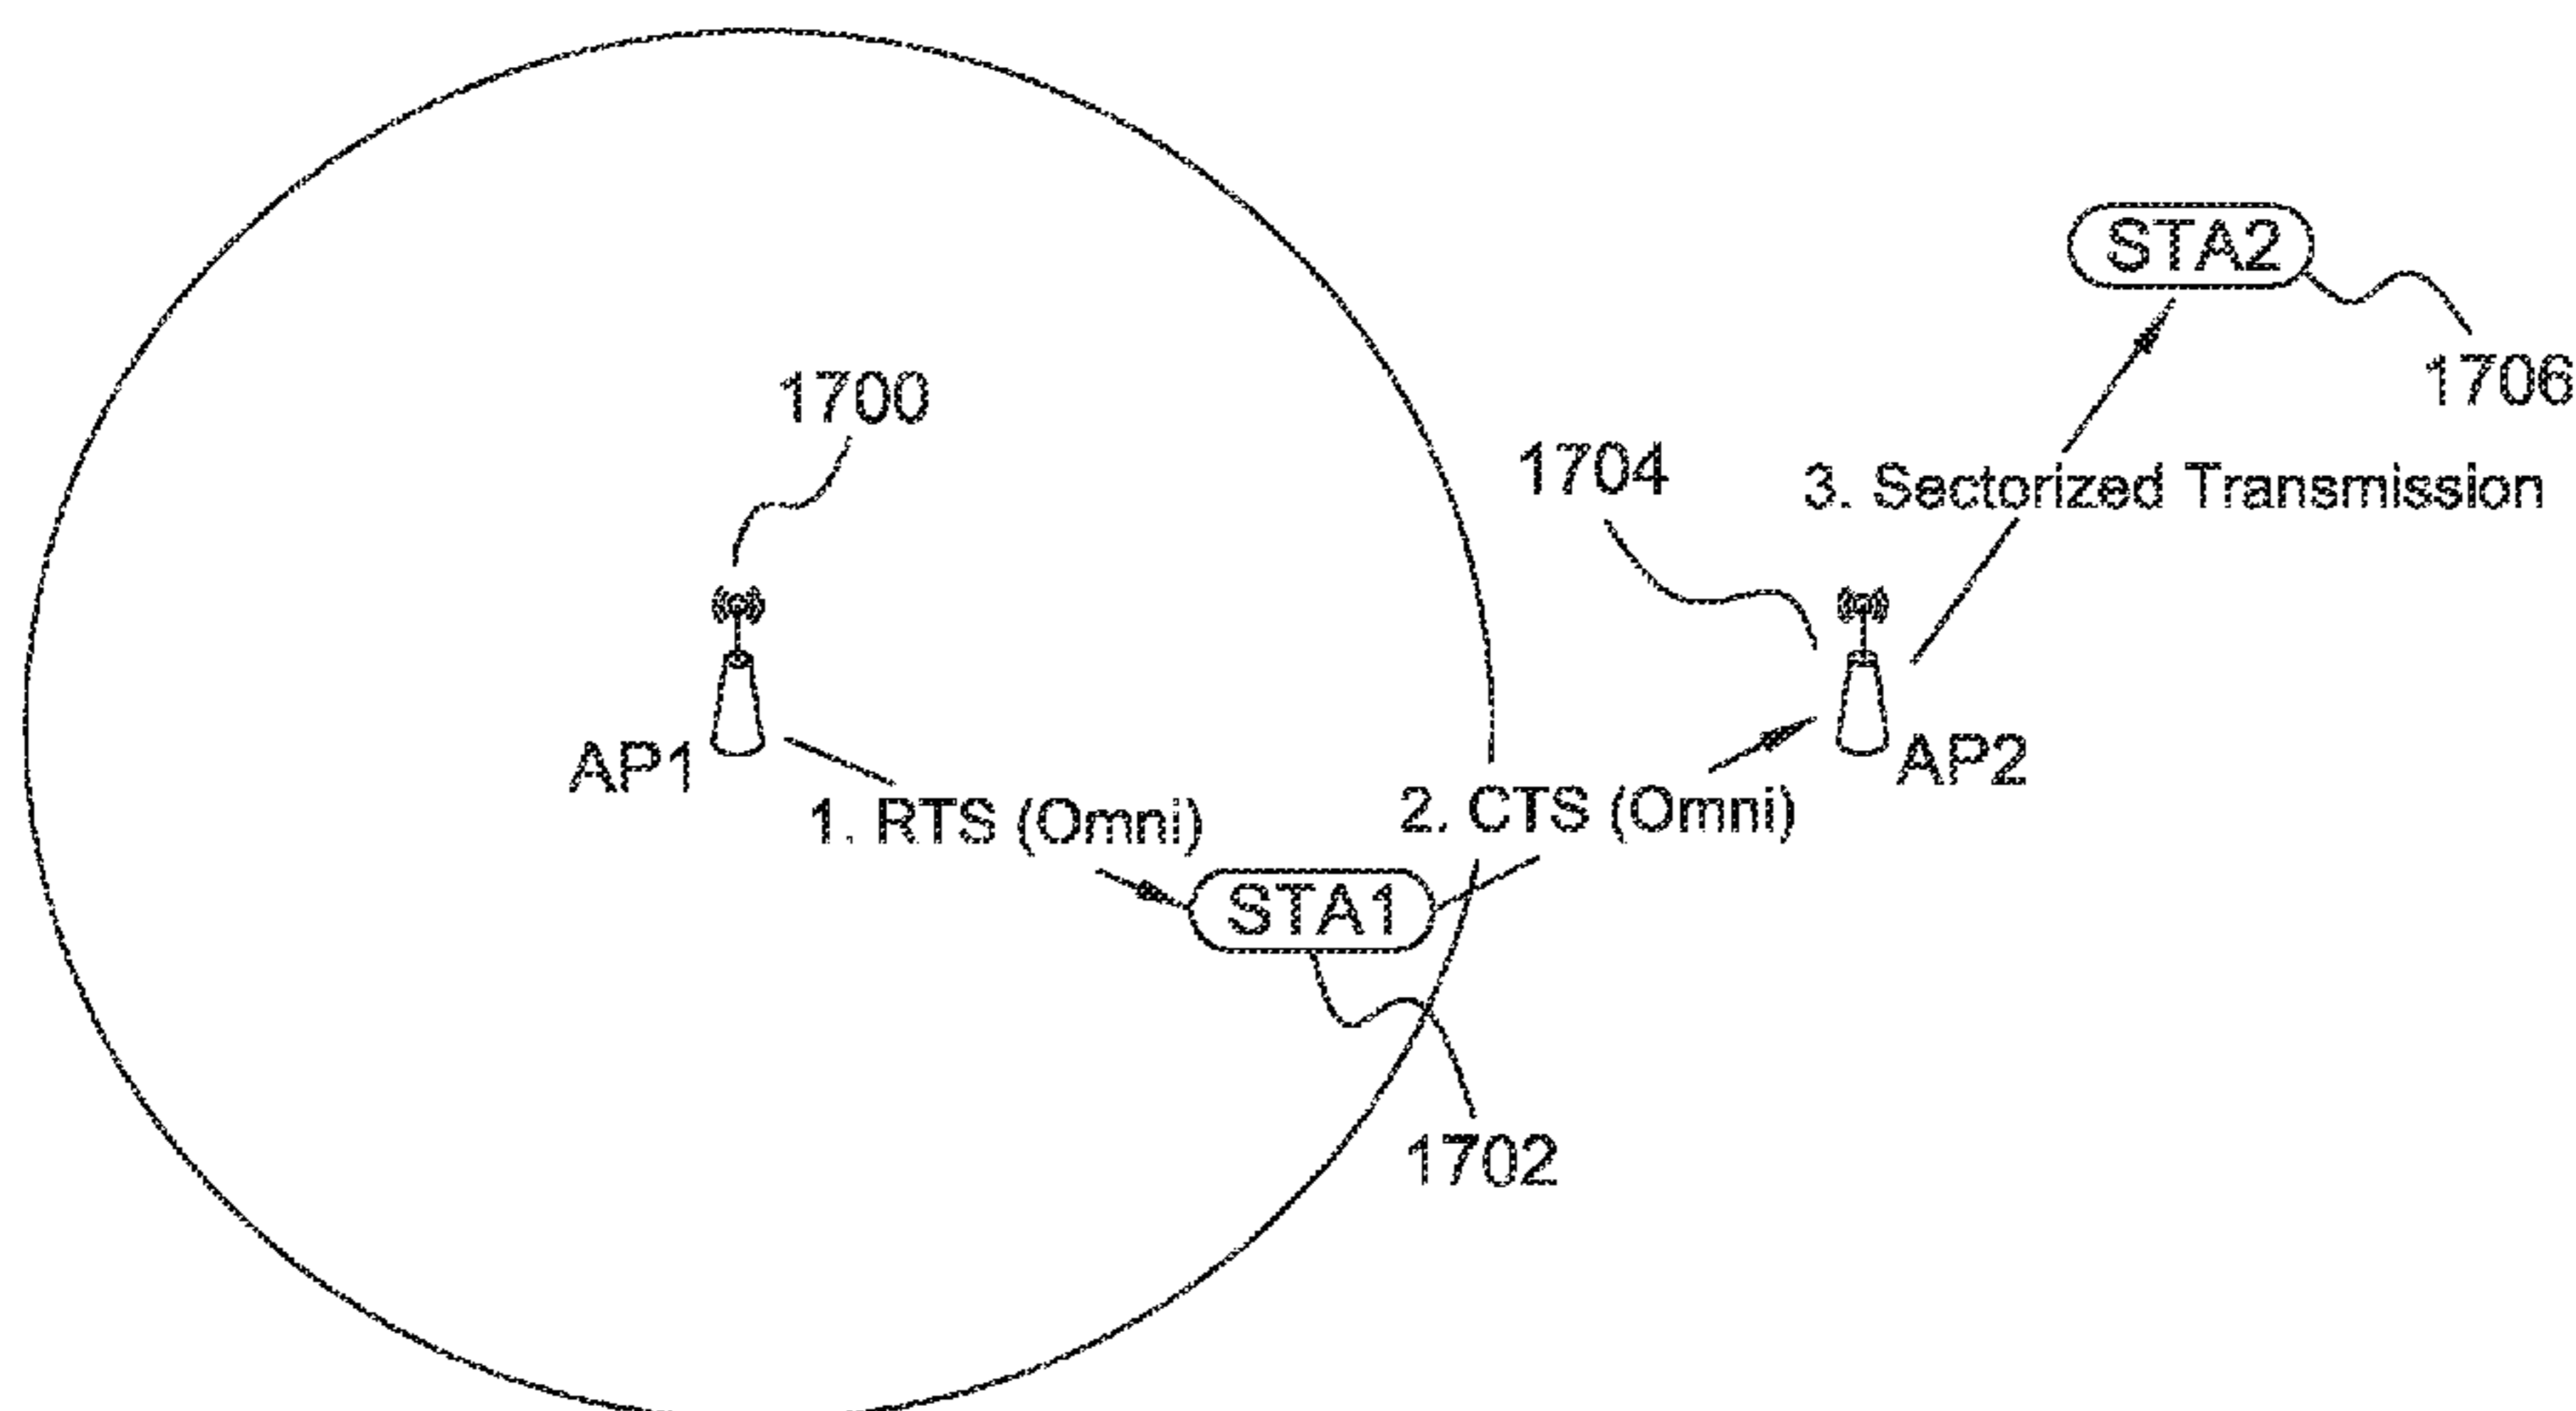 STA2
1706
1700
1704
3. Sectorized Transmission
AP1
AP2
1. RTS (Omni)
2. CTS (Omni)
STA1
1702